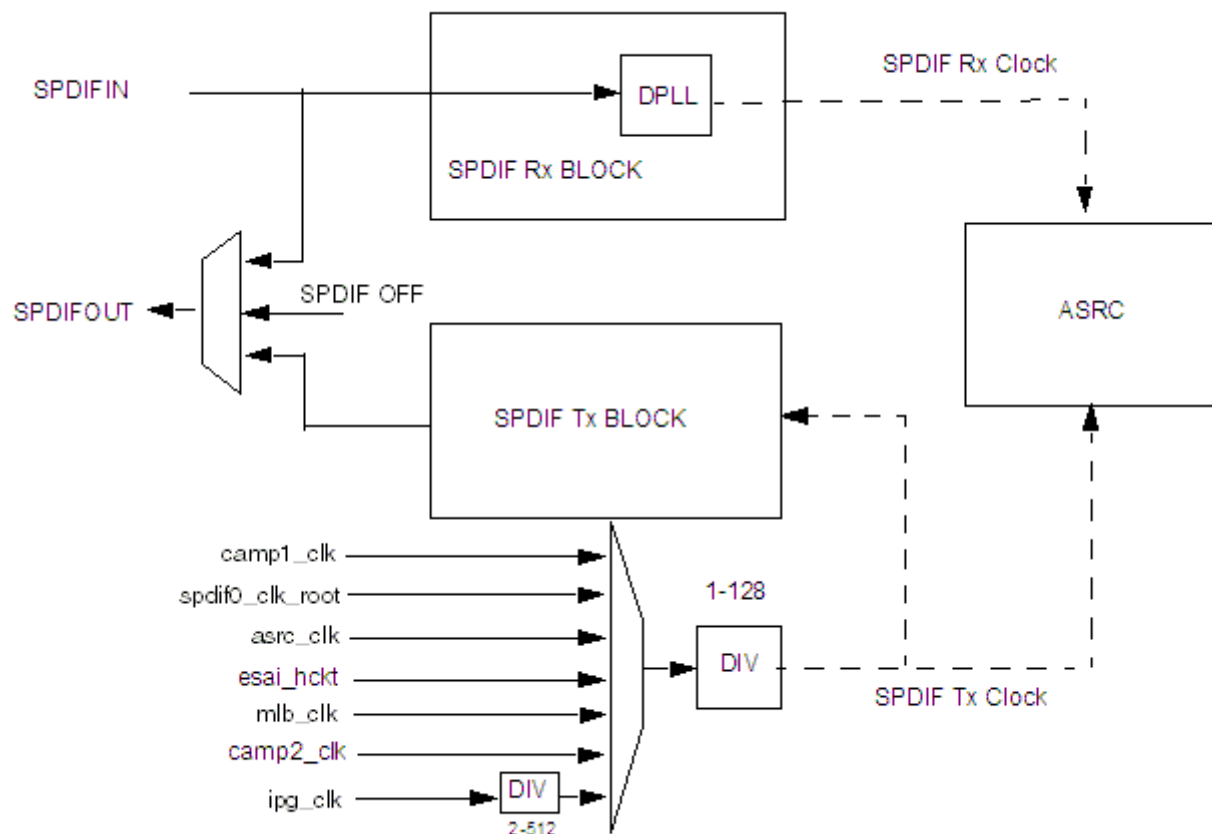 SPDIFIN
DPLL
SPDIF Rx Clock
SPDIF Rx BLOCK
SPDIF OFF
SPDIFOUT
ASRC
SPDIF Tx BLOCK
camp1_clk
spdif0_clk_root
1-128
asrc_clk
esai_hckt
DIV
SPDIF Tx Clock
mlb_clk
camp2_clk
ipg_clk
DIV
2-512